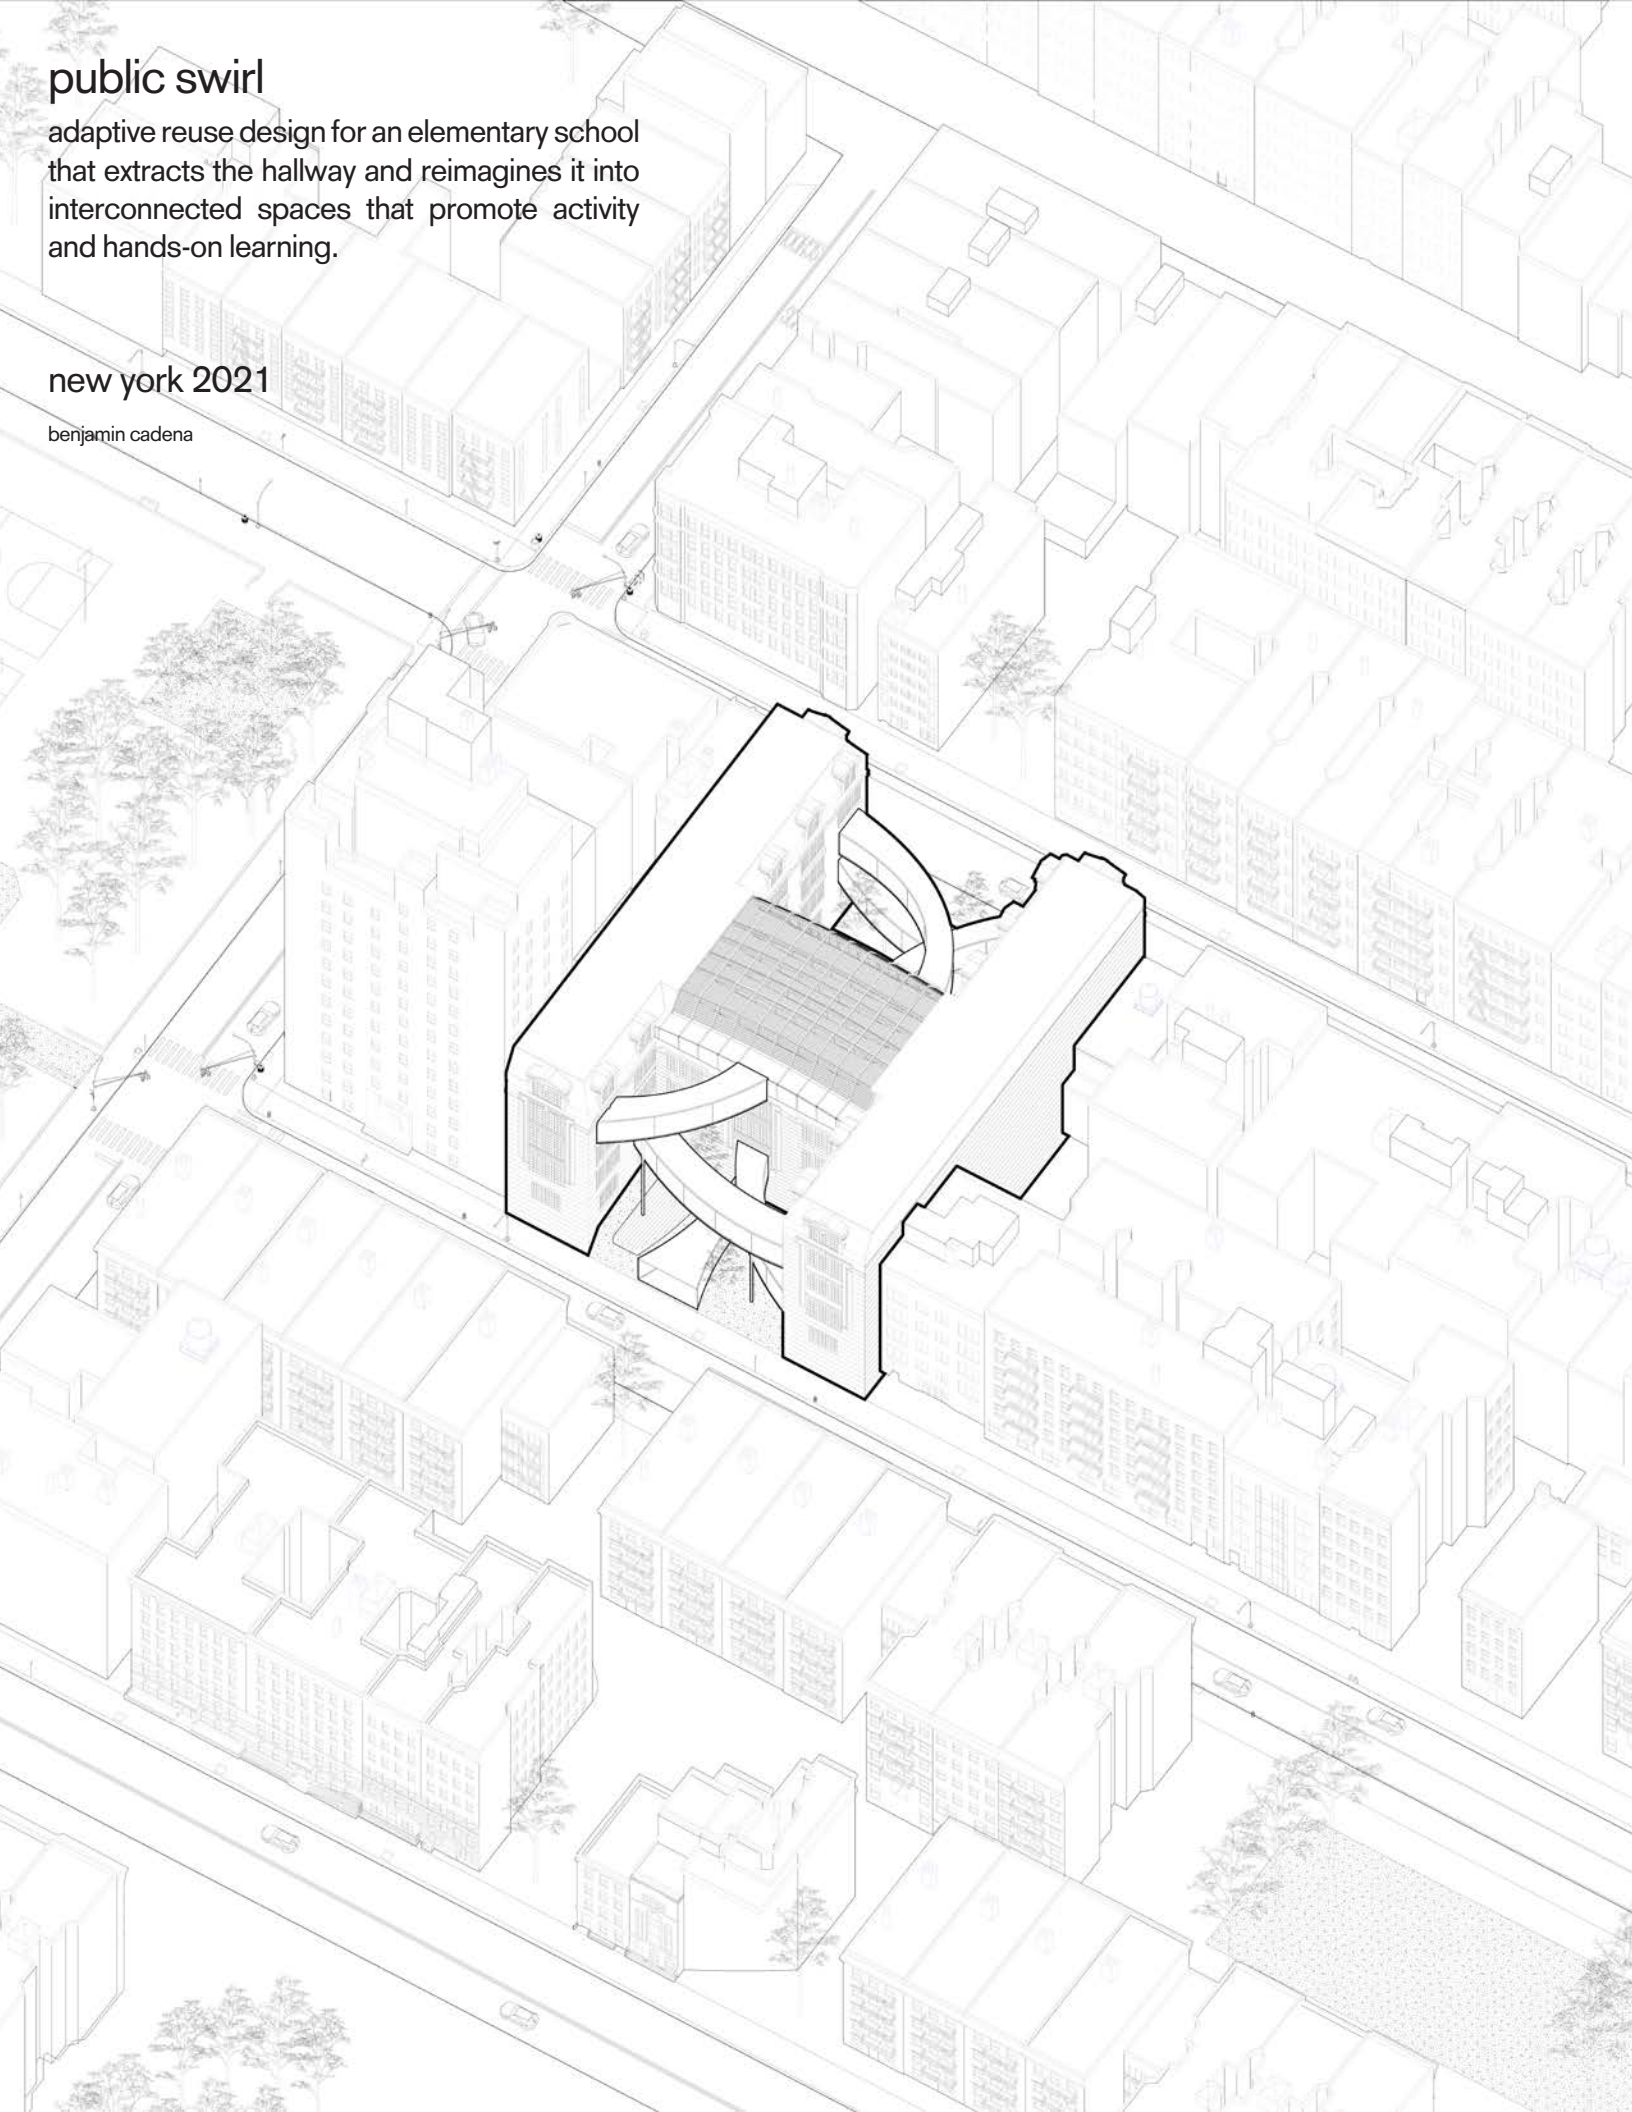 public swirl
adaptive reuse design for an elementary school
that extracts the hallway and reimagines it into
interconnected spaces that promote activity
and hands-on learning.
new york 2021
benjamin cadena